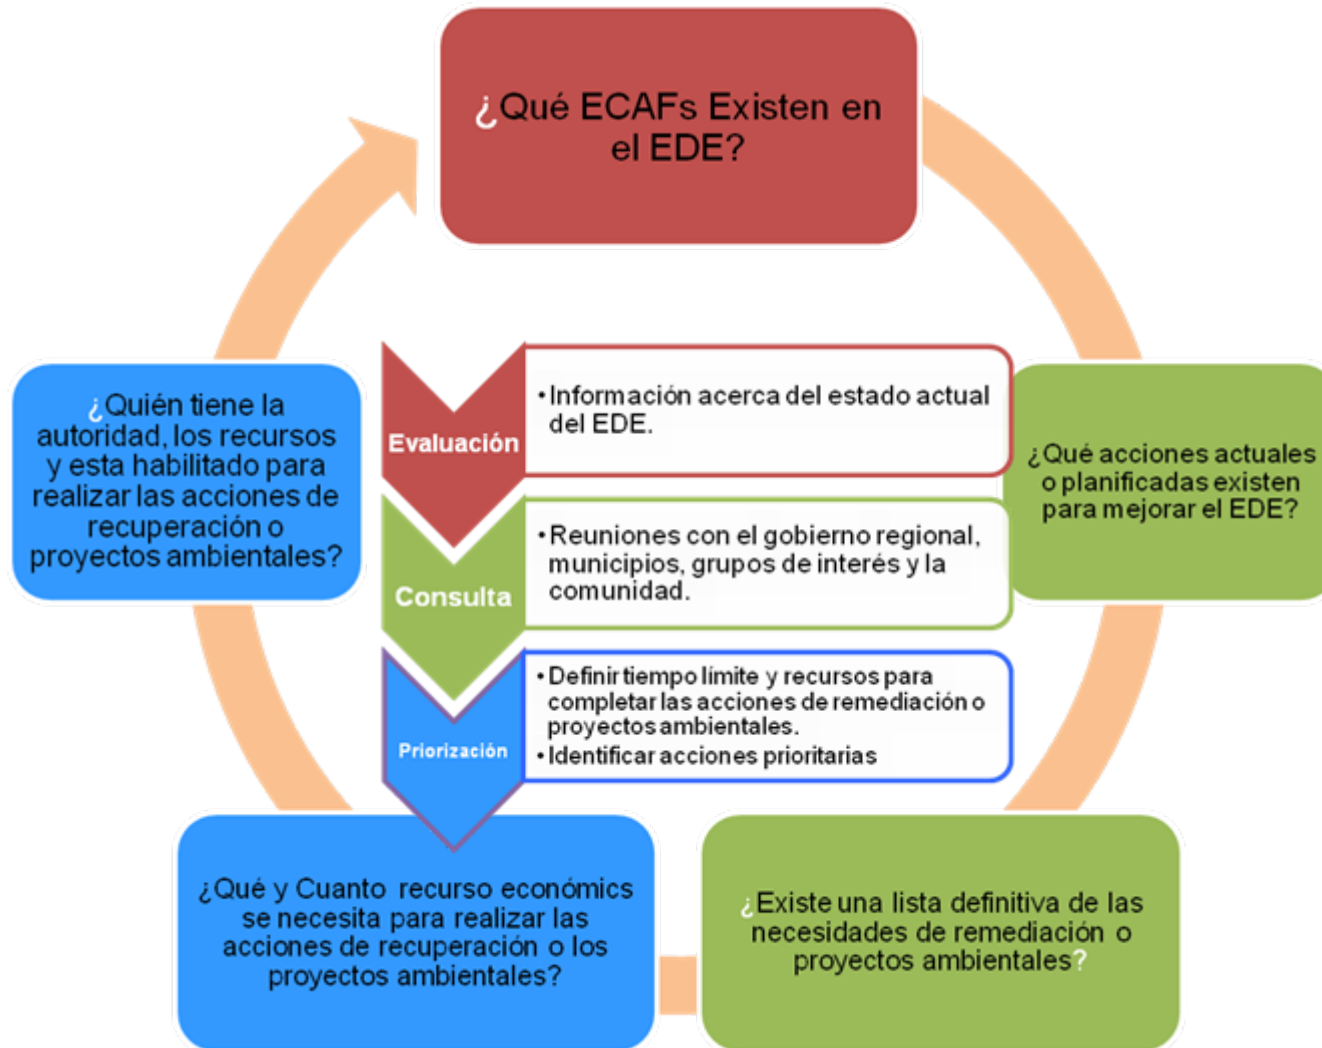 ¿Qué ECAFs Existen en
el EDE?
¿Quién tiene la
autoridad, los recursos
y esta habilitado para
realizar las acciones de
recuperación o
proyectos ambientales?
Evaluación
•Información acerca del estado actual
del EDE.
Consulta
•Reuniones con el gobierno regional,
municipios, grupos de interés y la
comunidad.
Priorización
•Definir tiempo límite y recursos para
completar las acciones de remediación o
proyectos ambientales.
•Identificar acciones prioritarias
¿Qué acciones actuales
o planificadas existen
para mejorar el EDE?
¿Qué y Cuanto recurso económics
se necesita para realizar las
acciones de recuperación o los
proyectos ambientales?
¿Existe una lista definitiva de las
necesidades de remediación o
proyectos ambientales?